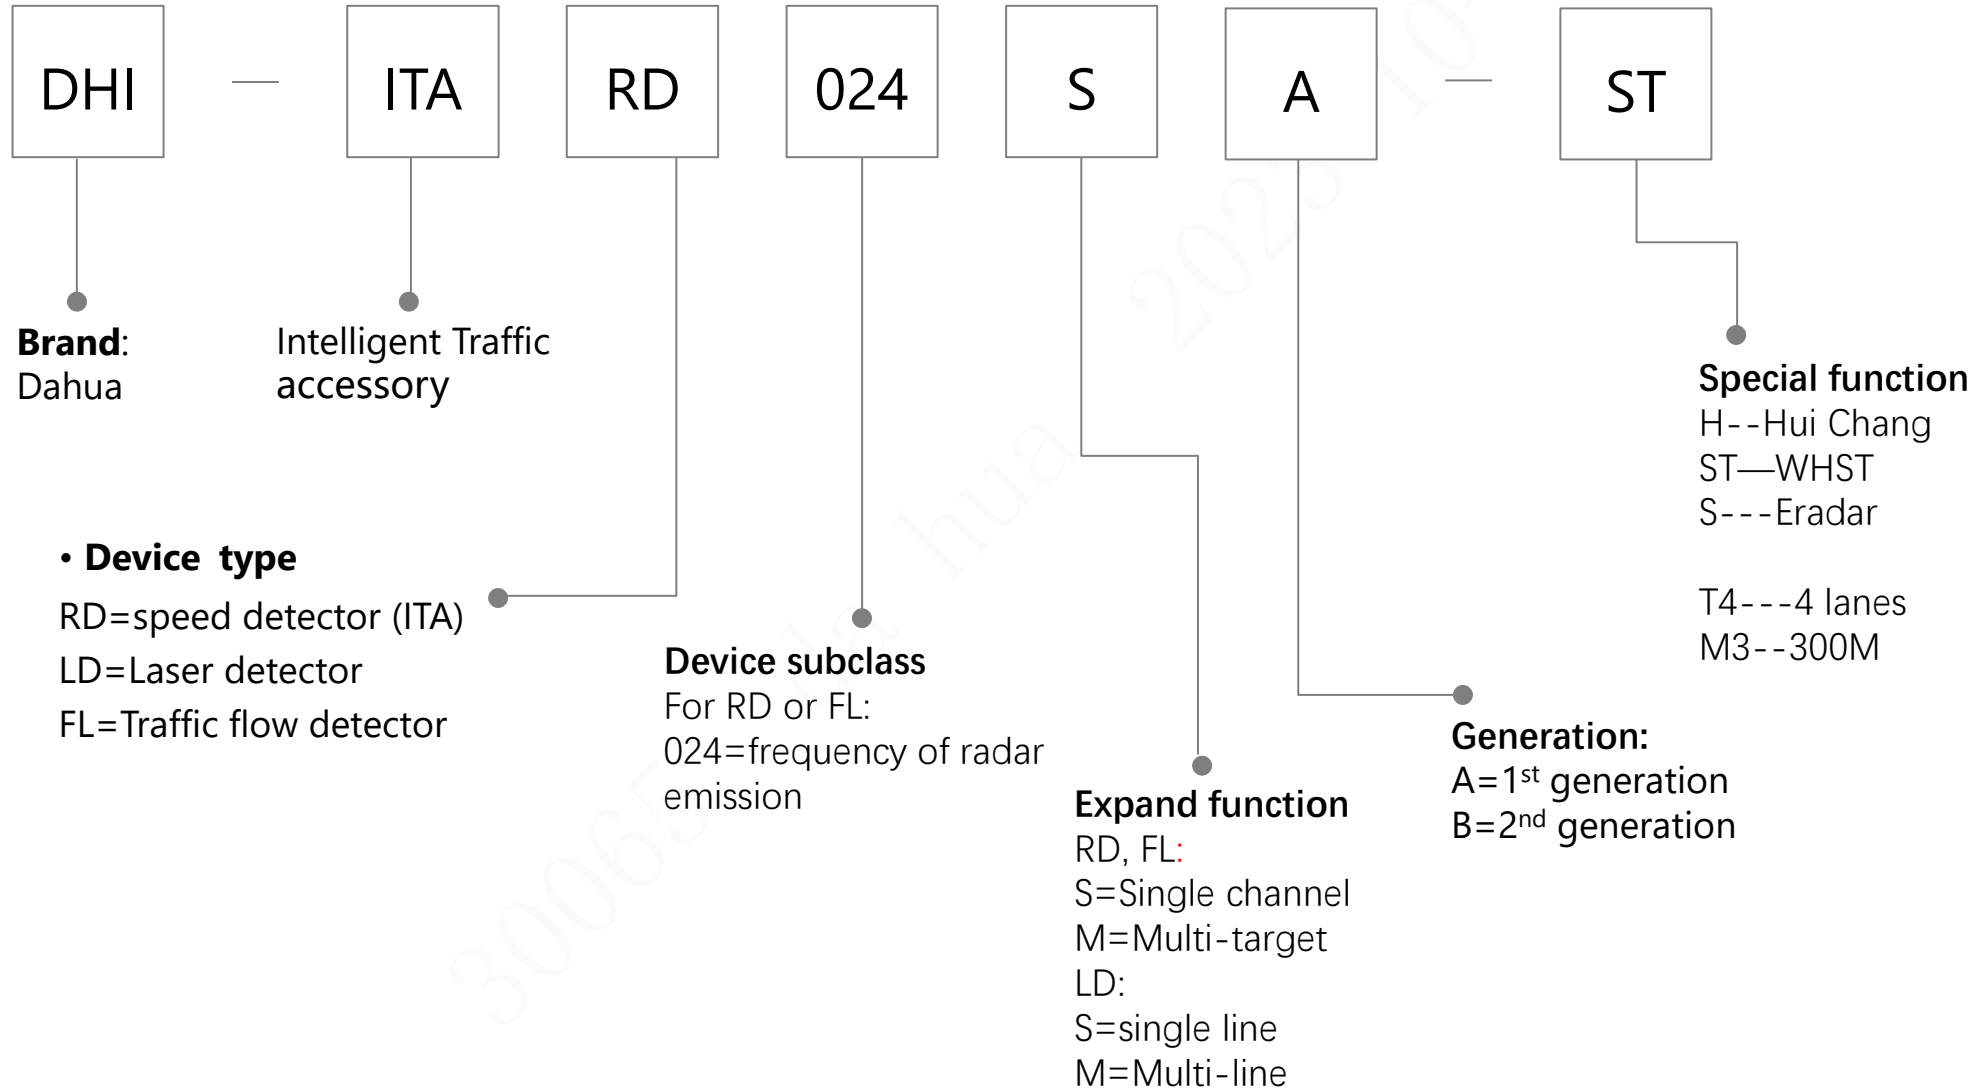 DHI — ITA RD 024 S A — ST
Brand:
Dahua
Intelligent Traffic
accessory
• Device type
RD=speed detector (ITA)
LD=Laser detector
FL=Traffic flow detector
Device subclass
For RD or FL:
024=frequency of radar
emission
Expand function
RD, FL:
S=Single channel
M=Multi-target
LD:
S=single line
M=Multi-line
Generation:
A=1st generation
B=2nd generation
Special function
H--Hui Chang
ST—WHST
S---Eradar
T4---4 lanes
M3--300M